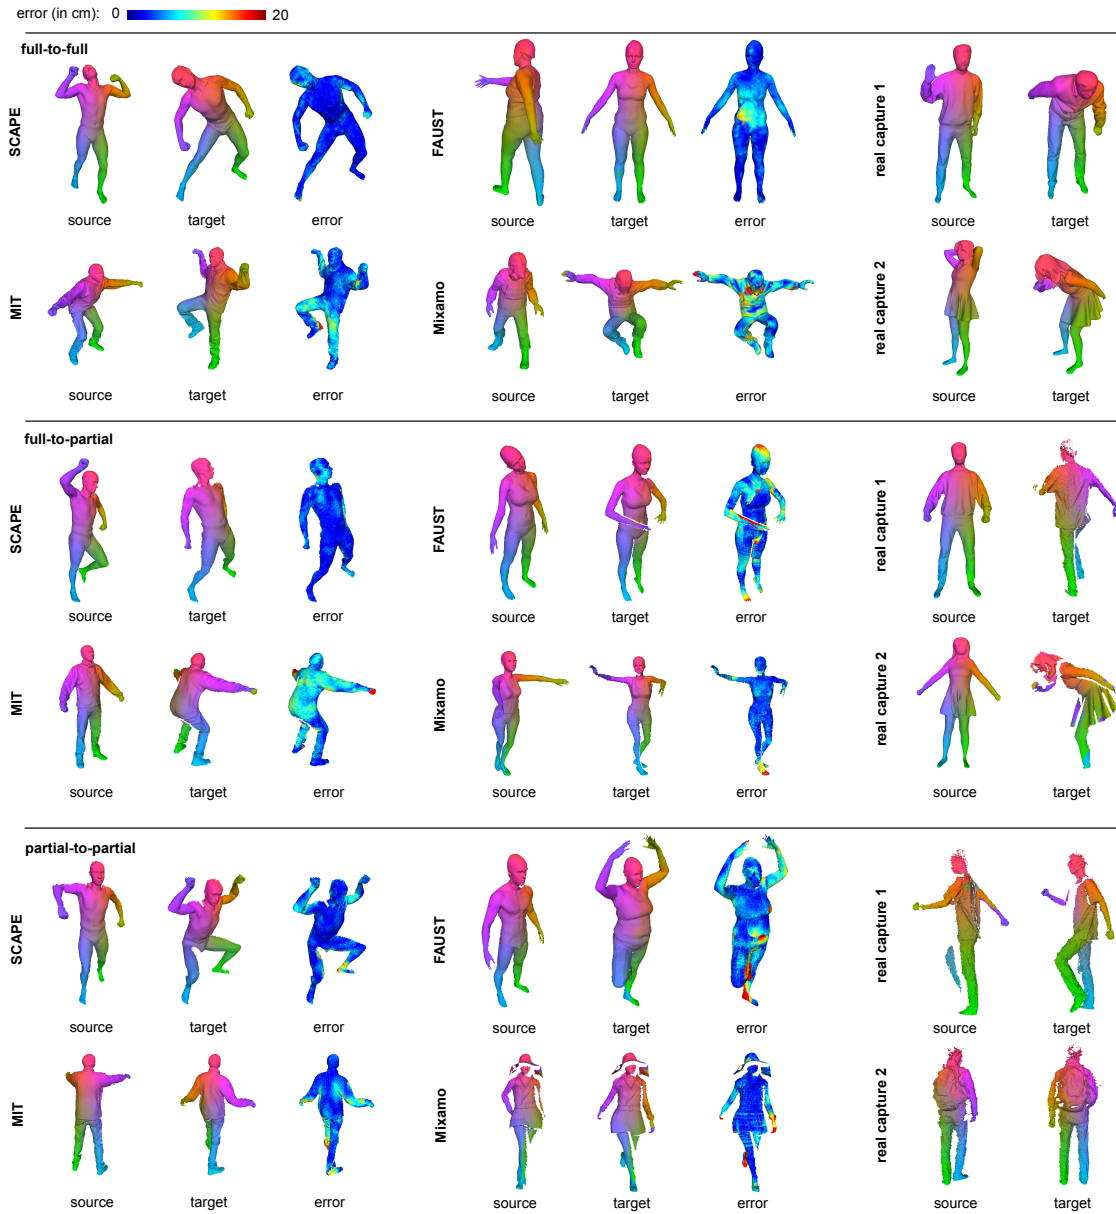 error (in cm): 0 20
full-to-full
SCAPE
source target error
FAUST
source target error
real capture 1
source target
MIT
source target error
Mixamo
source target error
real capture 2
source target
full-to-partial
SCAPE
source target error
FAUST
source target error
real capture 1
source target
MIT
source target error
Mixamo
source target error
real capture 2
source target
partial-to-partial
SCAPE
source target error
FAUST
source target error
real capture 1
source target
MIT
source target error
Mixamo
source target error
real capture 2
source target